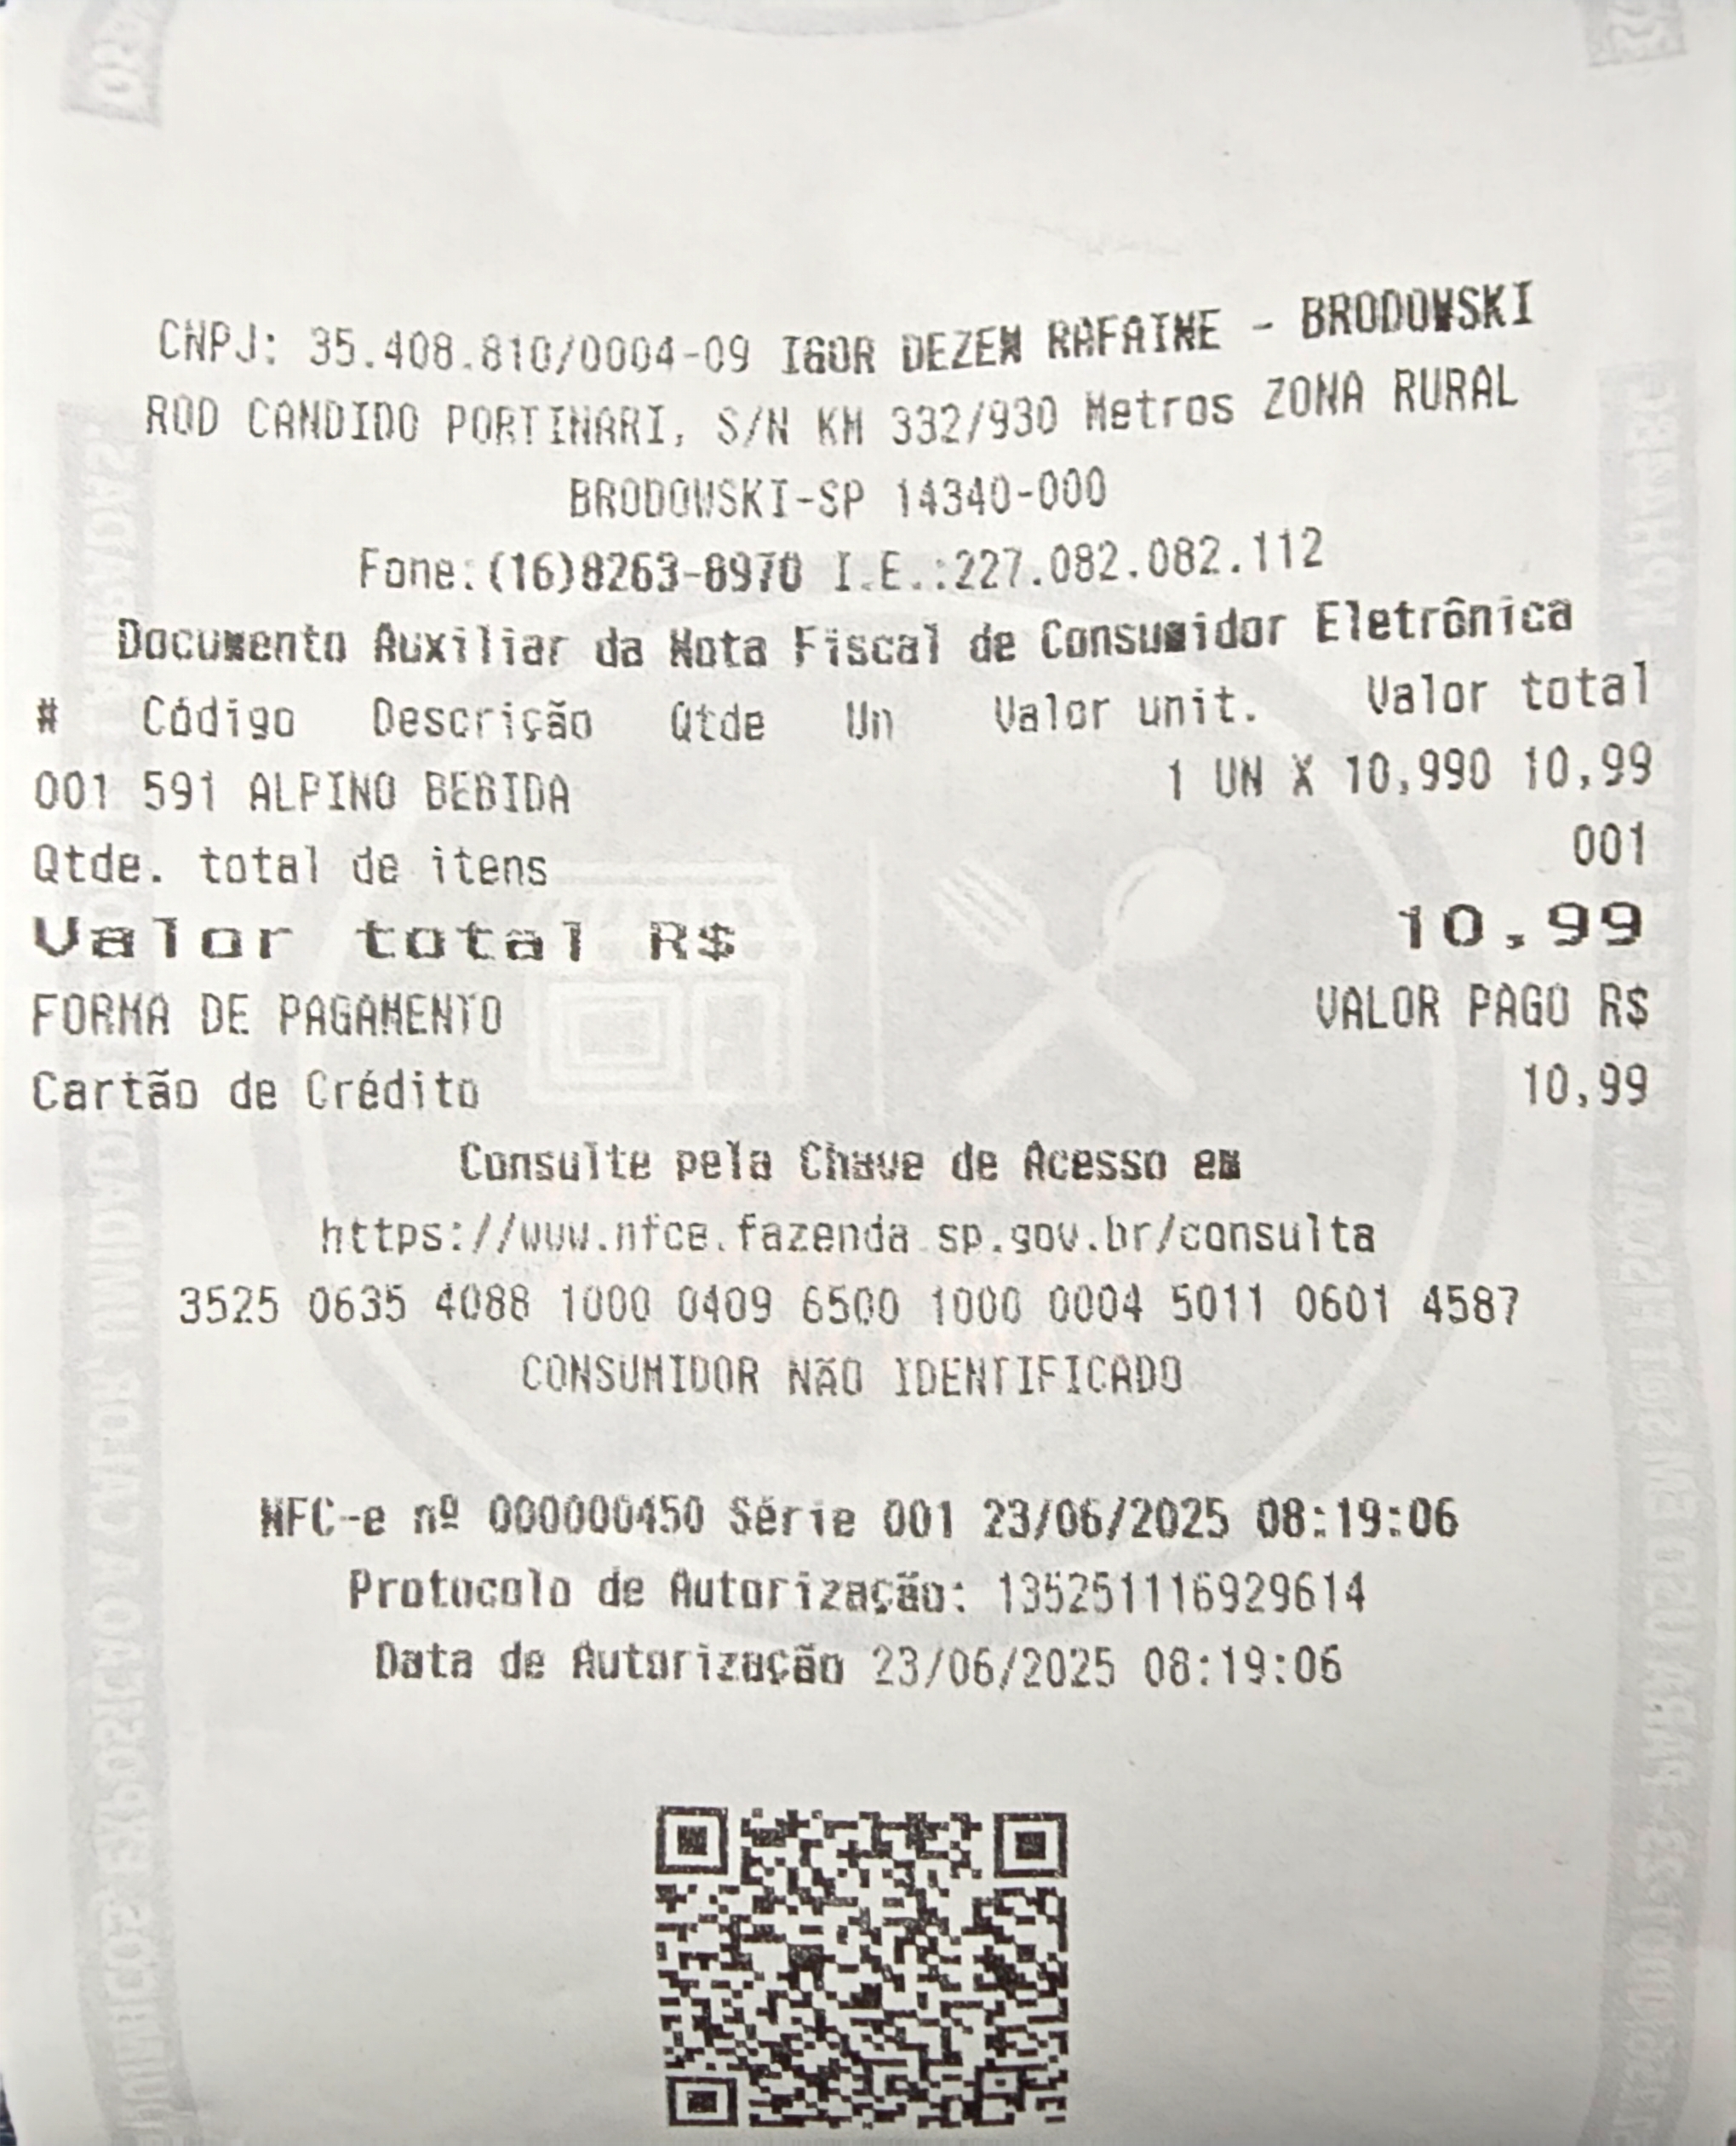 CNPJ: 35.408.810/0004-09 IGOR DEZEM RAFAINE - BRODOWSKI
ROD CANDIDO PORTINARI, S/N KM 332/930 Metros ZONA RURAL
BRODOWSKI-SP 14340-000
Fone:(16)8263-8970 I.E.:227.082.082.112
Documento Auxiliar da Nota Fiscal de Consumidor Eletrônica
# Código Descrição Qtde Un Valor unit. Valor total
001 591 ALPINO BEBIDA 1 UN X 10,990 10,99
Qtde. total de itens 001
Valor total R$ 10,99
FORMA DE PAGAMENTO VALOR PAGO R$
Cartão de Crédito 10,99
Consulte pela Chave de Acesso em
https://www.nfce.fazenda.sp.gov.br/consulta
3525 0635 4088 1000 0409 6500 1000 0004 5011 0601 4587
CONSUMIDOR NÃO IDENTIFICADO
NFC-e nº 000000450 Série 001 23/06/2025 08:19:06
Protocolo de Autorização: 135251116929614
Data de Autorização 23/06/2025 08:19:06